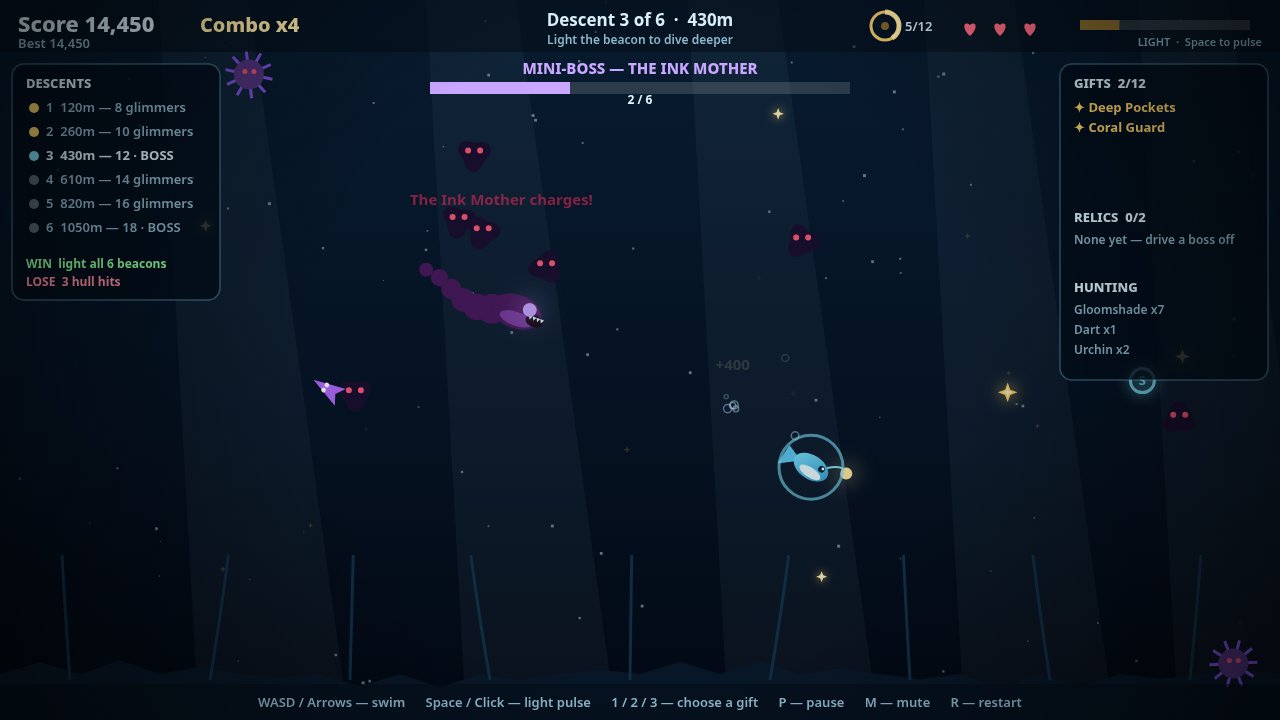 Score 14,450
Best 14,450
Combo x4
Descent 3 of 6 · 430m
Light the beacon to dive deeper
5/12
LIGHT · Space to pulse
MINI-BOSS — THE INK MOTHER
2 / 6
DESCENTS
1 120m — 8 glimmers
2 260m — 10 glimmers
3 430m — 12 · BOSS
4 610m — 14 glimmers
5 820m — 16 glimmers
6 1050m — 18 · BOSS
WIN light all 6 beacons
LOSE 3 hull hits
GIFTS 2/12
✦ Deep Pockets
✦ Coral Guard
RELICS 0/2
None yet — drive a boss off
HUNTING
Gloomshade x7
Dart x1
Urchin x2
The Ink Mother charges!
+400
S
WASD / Arrows — swim Space / Click — light pulse 1 / 2 / 3 — choose a gift P — pause M — mute R — restart